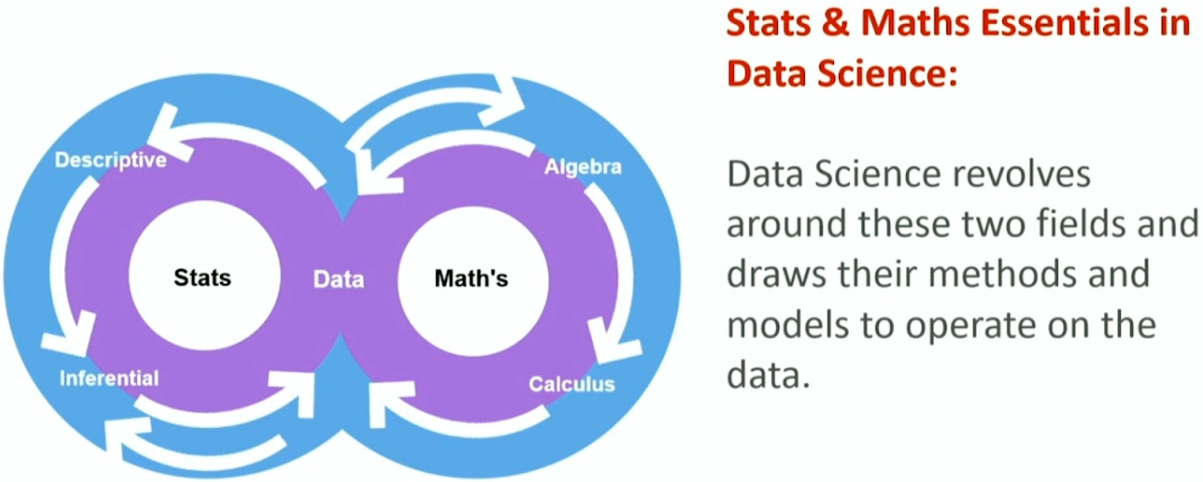 Stats & Maths Essentials in
Data Science:
Data Science revolves
around these two fields and
draws their methods and
models to operate on the
data.
Descriptive
Algebra
Stats
Data
Math's
Inferential
Calculus